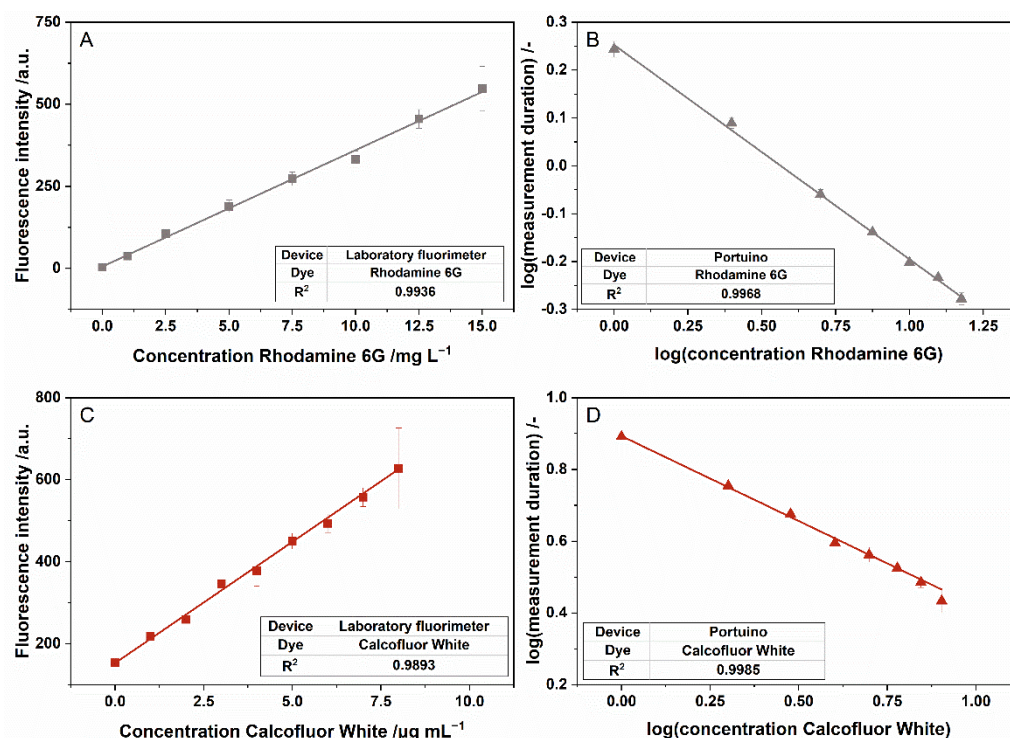 A
Fluorescence intensity /a.u.
750
500
250
0
0.0 2.5 5.0 7.5 10.0 12.5 15.0
Concentration Rhodamine 6G /mg L⁻¹
Device Laboratory fluorimeter
Dye Rhodamine 6G
R² 0.9936
B
log(measurement duration) /-
0.3
0.2
0.1
0.0
-0.1
-0.2
-0.3
0.00 0.25 0.50 0.75 1.00 1.25
log(concentration Rhodamine 6G)
Device Portuino
Dye Rhodamine 6G
R² 0.9968
C
Fluorescence intensity /a.u.
800
600
400
200
0.0 2.5 5.0 7.5 10.0
Concentration Calcofluor White /µg mL⁻¹
Device Laboratory fluorimeter
Dye Calcofluor White
R² 0.9893
D
log(measurement duration) /-
1.0
0.8
0.6
0.4
0.2
0.00 0.25 0.50 0.75 1.00
log(concentration Calcofluor White)
Device Portuino
Dye Calcofluor White
R² 0.9985